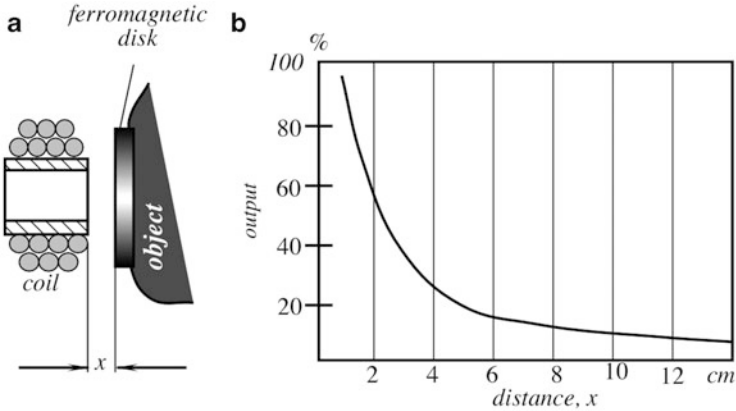 a
ferromagnetic
disk
object
coil
x
b
%
100
80
60
40
20
output
2 4 6 8 10 12 cm
distance, x